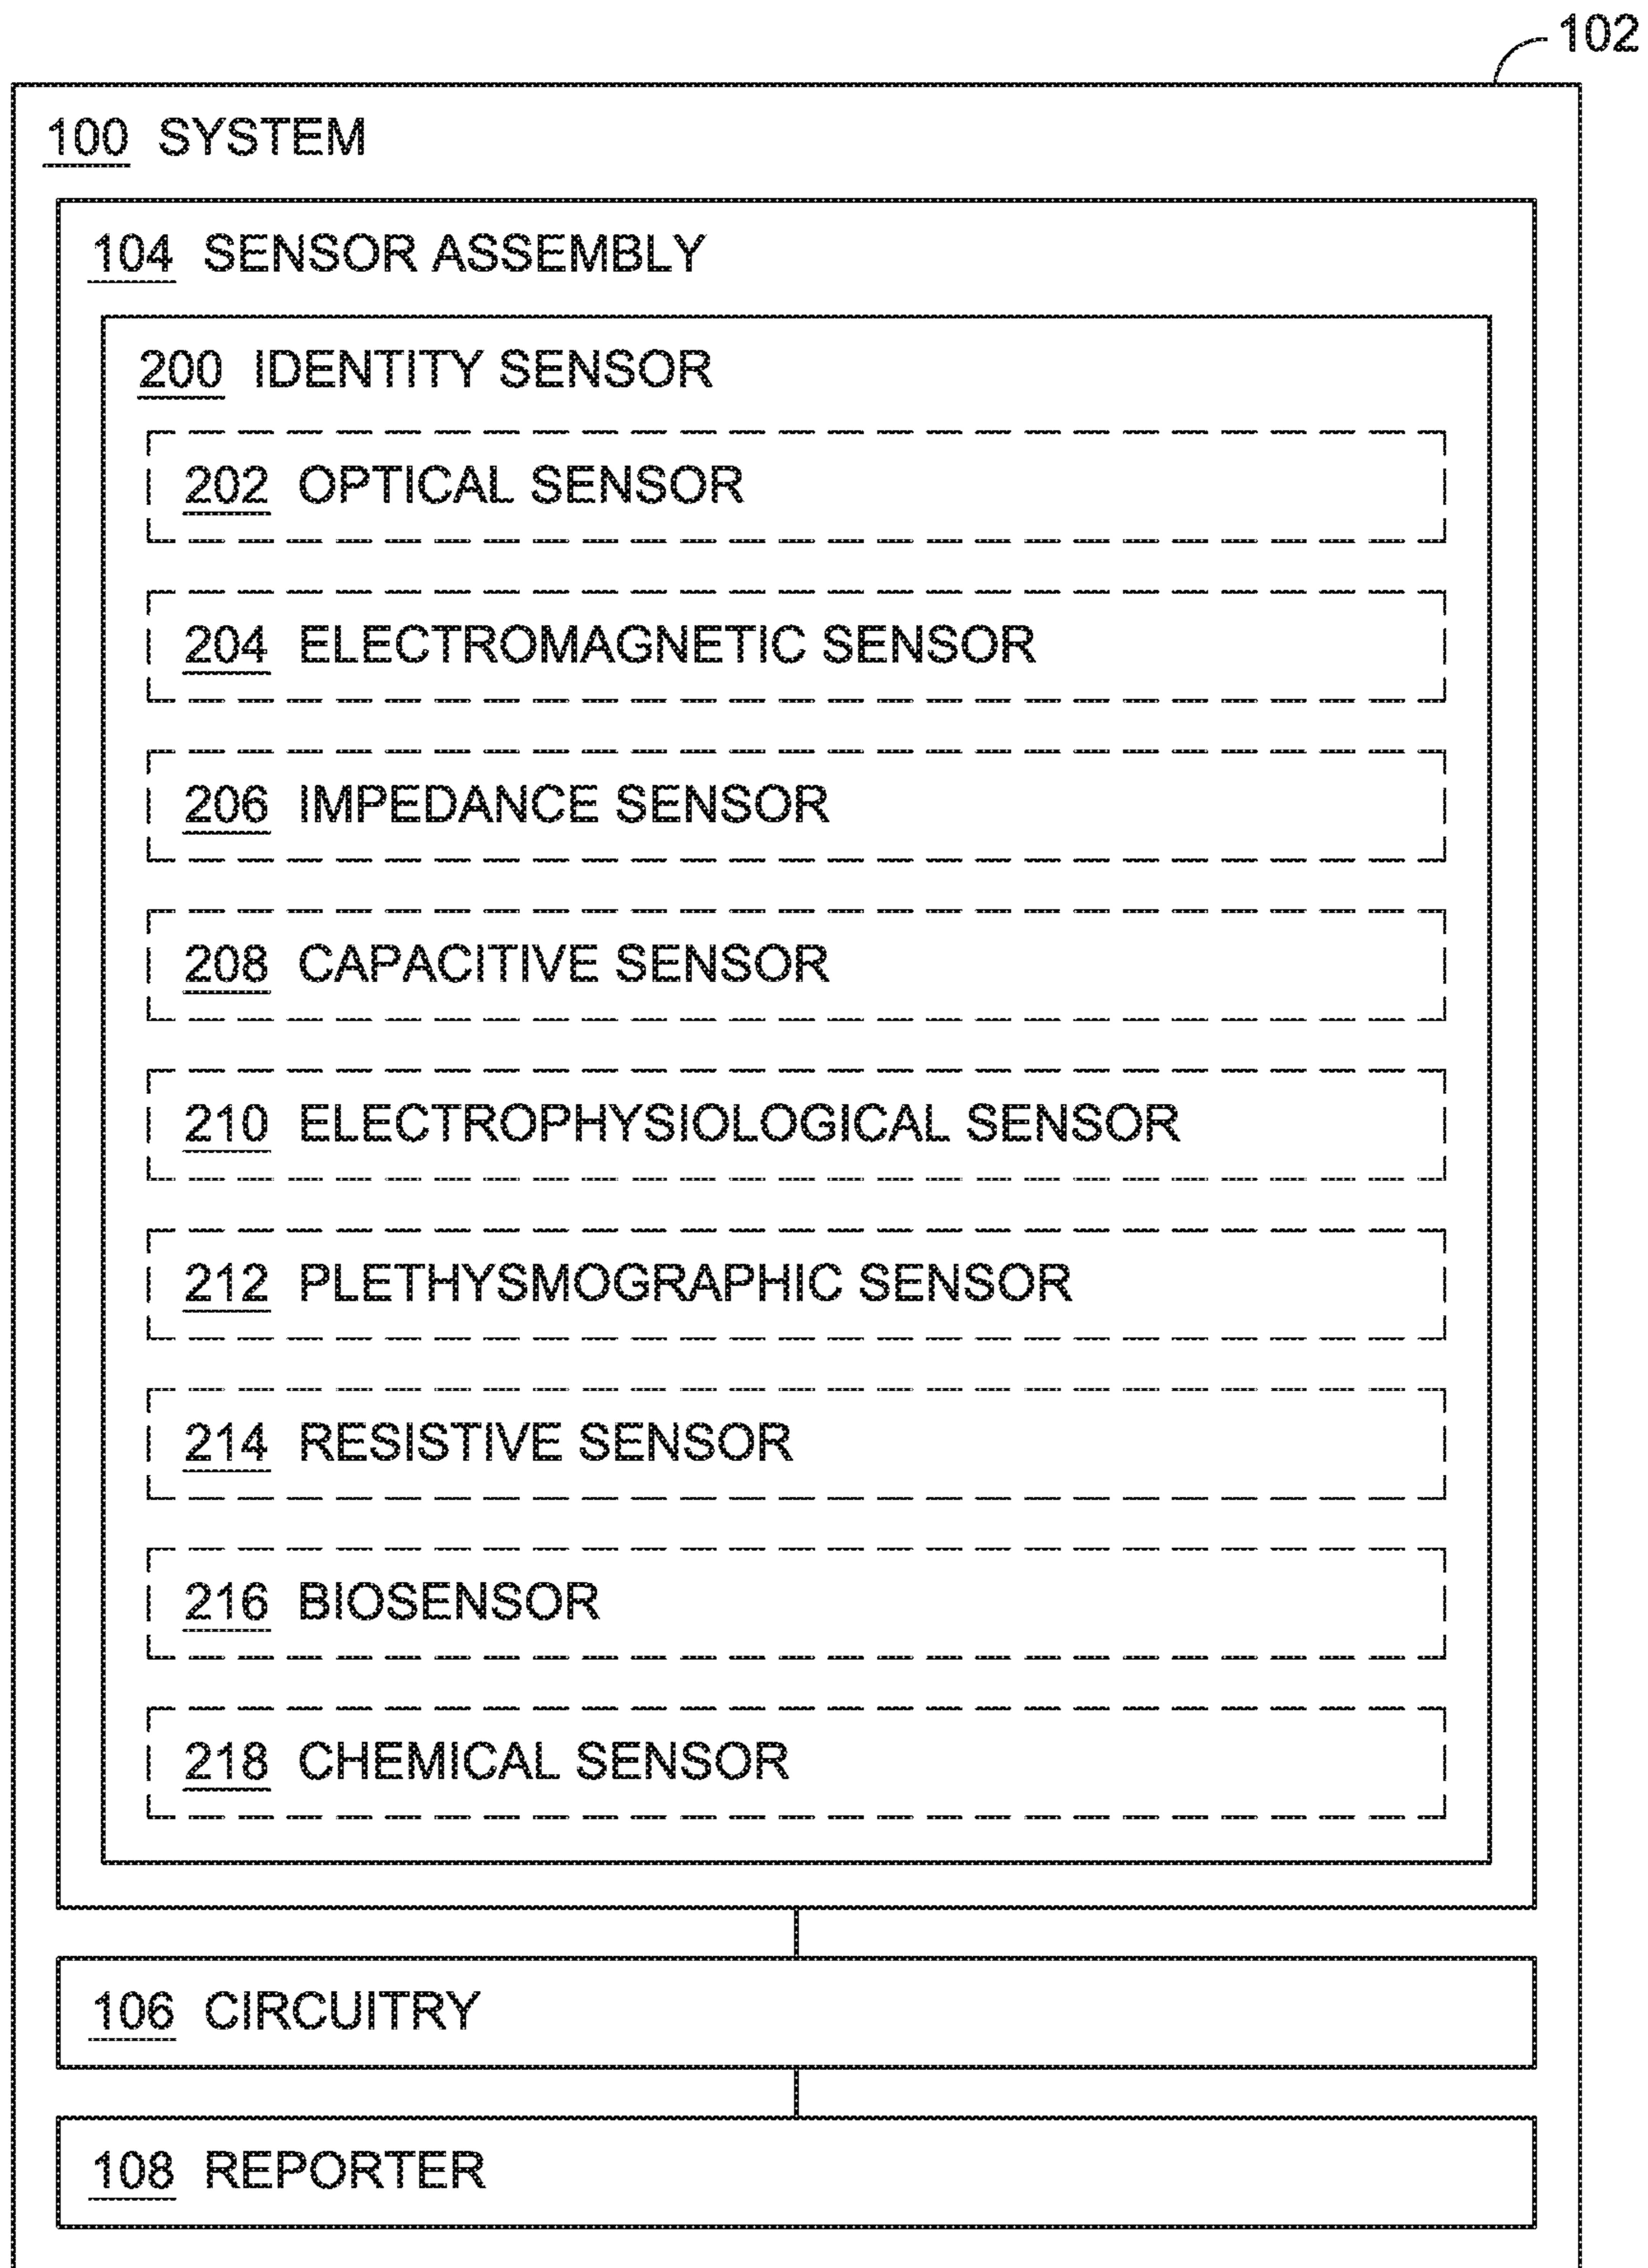 102
100 SYSTEM
104 SENSOR ASSEMBLY
200 IDENTITY SENSOR
202 OPTICAL SENSOR
204 ELECTROMAGNETIC SENSOR
206 IMPEDANCE SENSOR
208 CAPACITIVE SENSOR
210 ELECTROPHYSIOLOGICAL SENSOR
212 PLETHYSMOGRAPHIC SENSOR
214 RESISTIVE SENSOR
216 BIOSENSOR
218 CHEMICAL SENSOR
106 CIRCUITRY
108 REPORTER